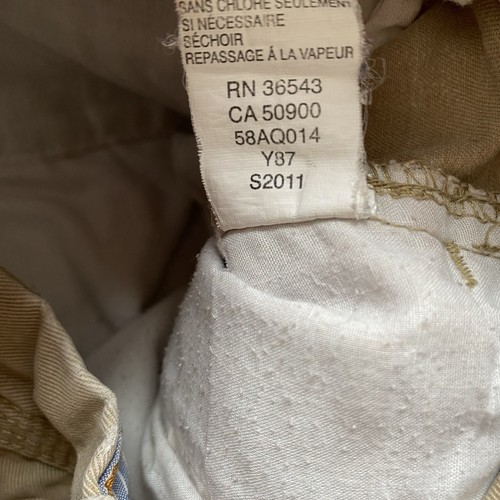 SANS CHLORE SEULEMENT
SI NÉCESSAIRE
SÉCHOIR
REPASSAGE À LA VAPEUR
RN 36543
CA 50900
58AQ014
Y87
S2011